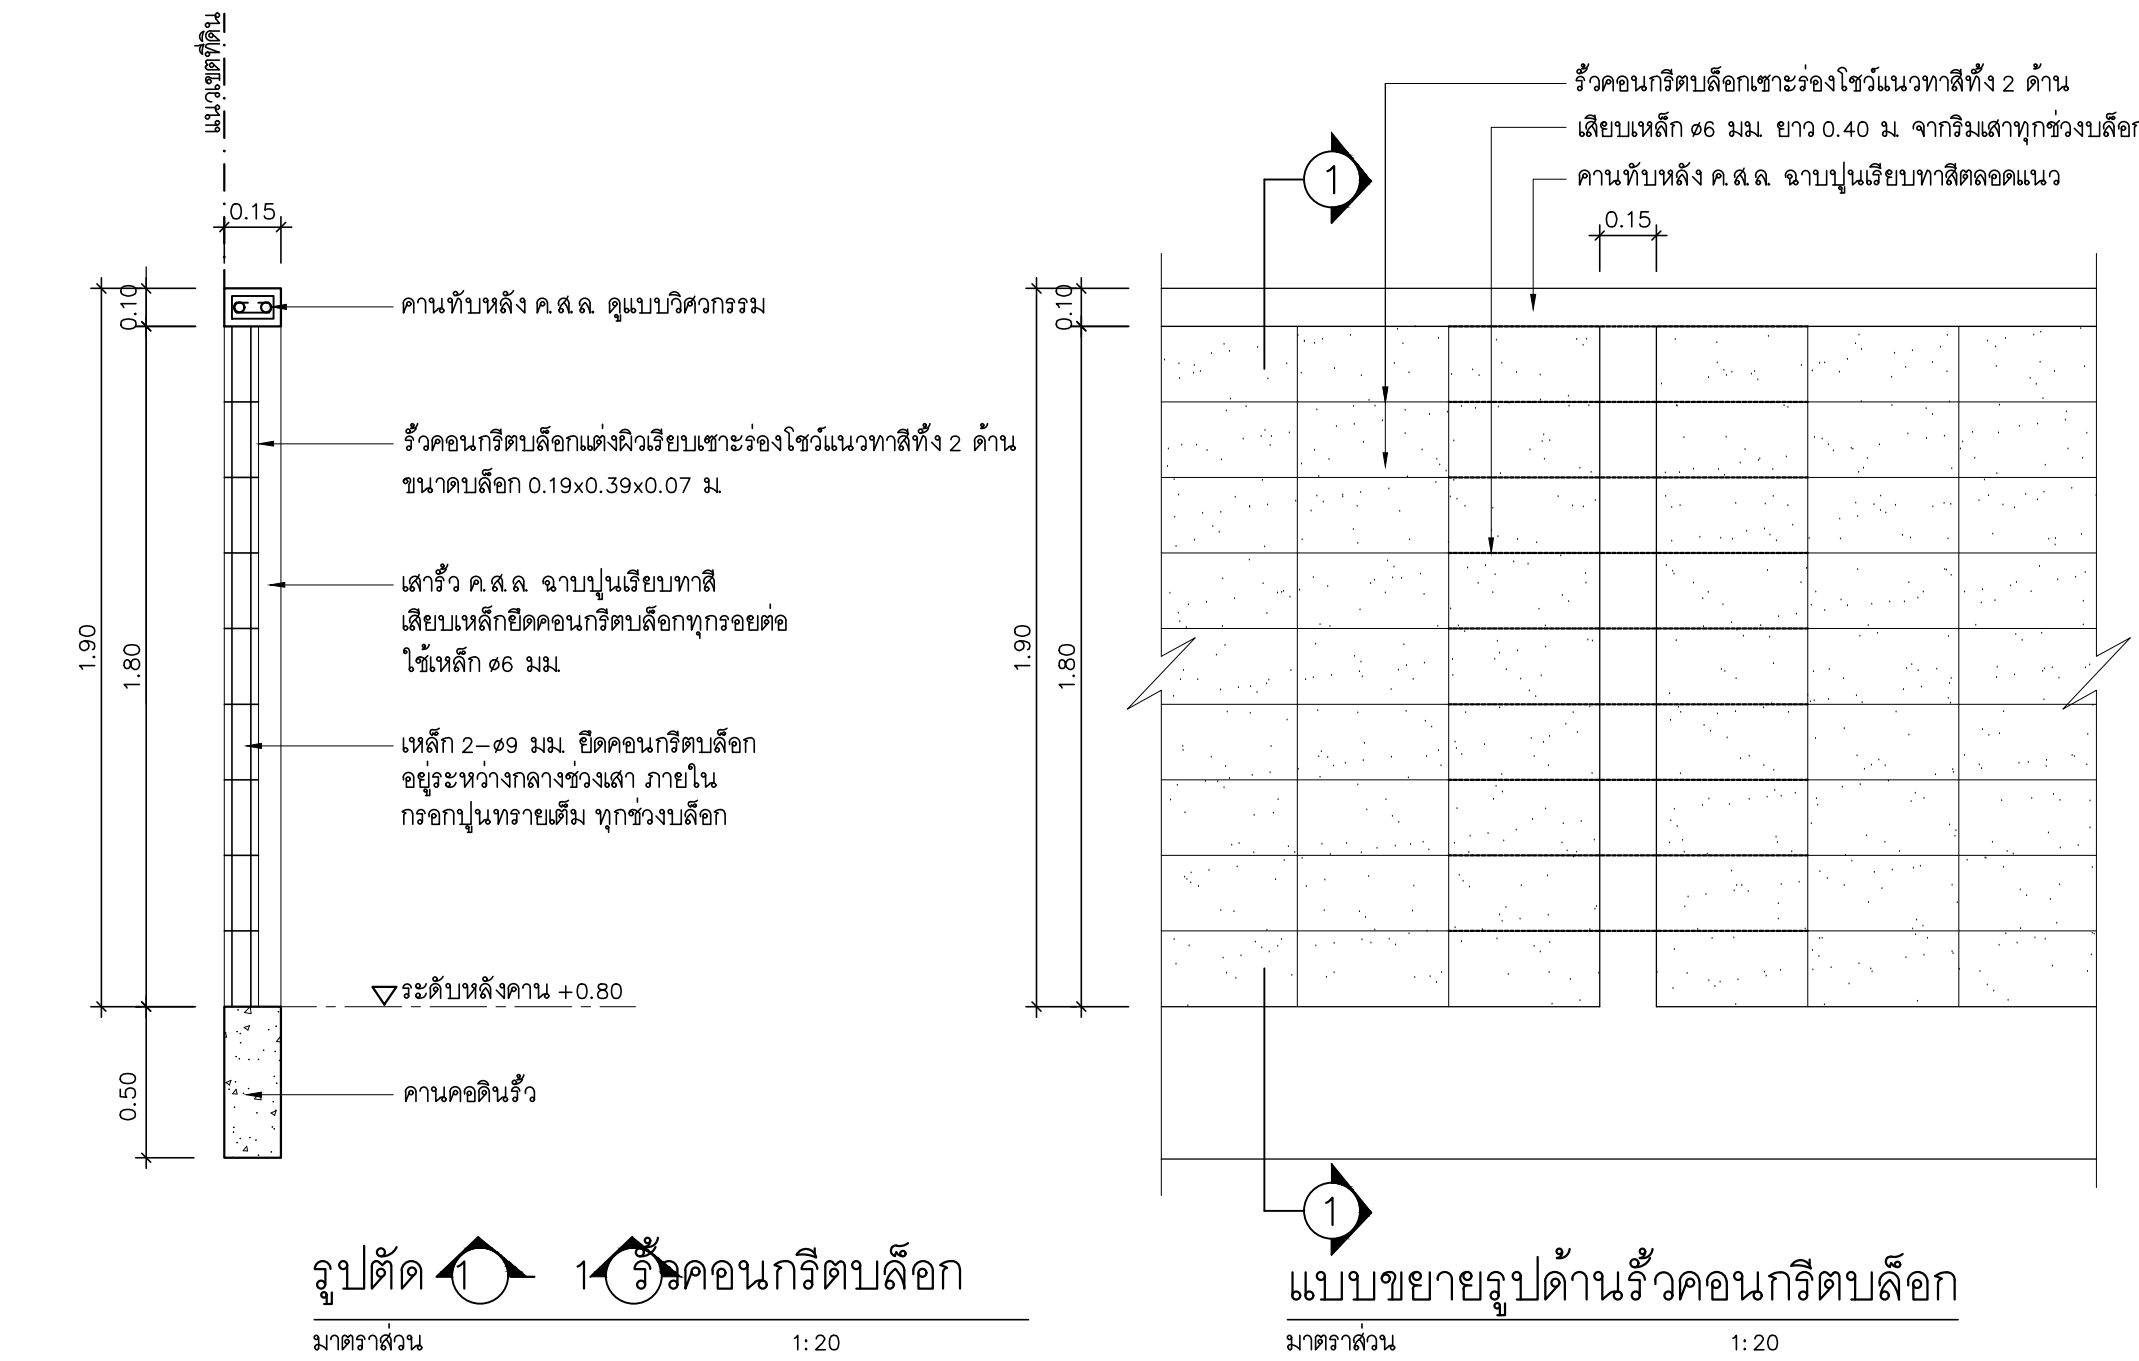 แนวเขตที่ดิน
0.15
0.10
1.90
1.80
0.50
คานทับหลัง ค.ส.ล. ดูแบบวิศวกรรม
รั้วคอนกรีตบล็อกแต่งผิวเรียบเซาะร่องโชว์แนวทาสีทั้ง 2 ด้าน
ขนาดบล็อก 0.19x0.39x0.07 ม.
เสารั้ว ค.ส.ล. ฉาบปูนเรียบทาสี
เสียบเหล็กยึดคอนกรีตบล็อกทุกรอยต่อ
ใช้เหล็ก ø6 มม.
เหล็ก 2-ø9 มม. ยึดคอนกรีตบล็อก
อยู่ระหว่างกลางช่วงเสา ภายใน
กรอกปูนทรายเต็ม ทุกช่วงบล็อก
ระดับหลังคาน +0.80
คานคอดินรั้ว
รูปตัด 1 1 รั้วคอนกรีตบล็อก
มาตราส่วน 1:20
รั้วคอนกรีตบล็อกเซาะร่องโชว์แนวทาสีทั้ง 2 ด้าน
เสียบเหล็ก ø6 มม. ยาว 0.40 ม. จากริมเสาทุกช่วงบล็อก
คานทับหลัง ค.ส.ล. ฉาบปูนเรียบทาสีตลอดแนว
1
0.15
0.10
1.90
1.80
1
แบบขยายรูปด้านรั้วคอนกรีตบล็อก
มาตราส่วน 1:20